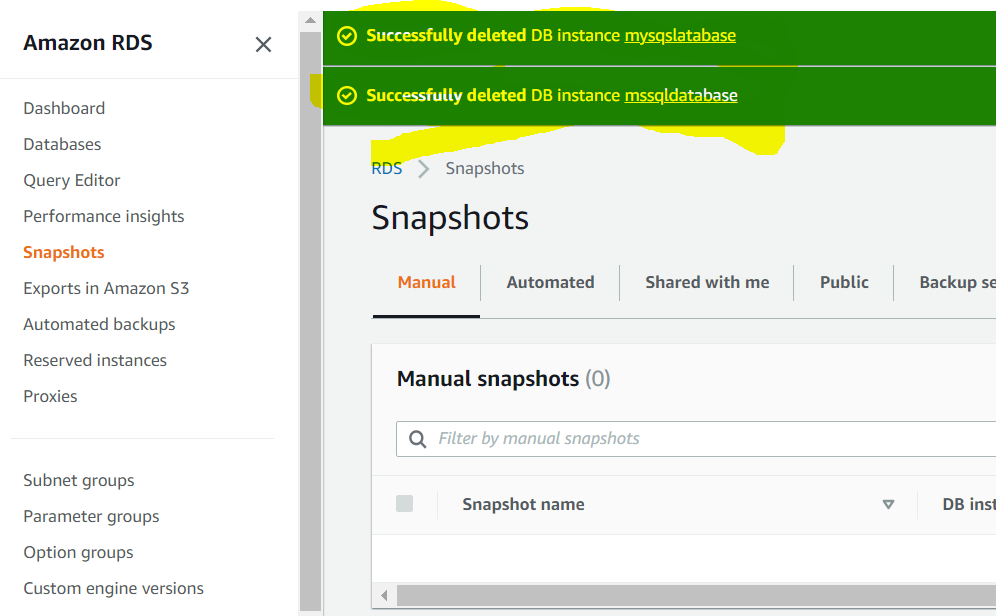 Amazon RDS
Dashboard
Databases
Query Editor
Performance insights
Snapshots
Exports in Amazon S3
Automated backups
Reserved instances
Proxies
Subnet groups
Parameter groups
Option groups
Custom engine versions
Successfully deleted DB instance mysqslatabase
Successfully deleted DB instance mssqldatabase
RDS Snapshots
Snapshots
Manual Automated Shared with me Public Backup se
Manual snapshots (0)
Filter by manual snapshots
Snapshot name DB inst